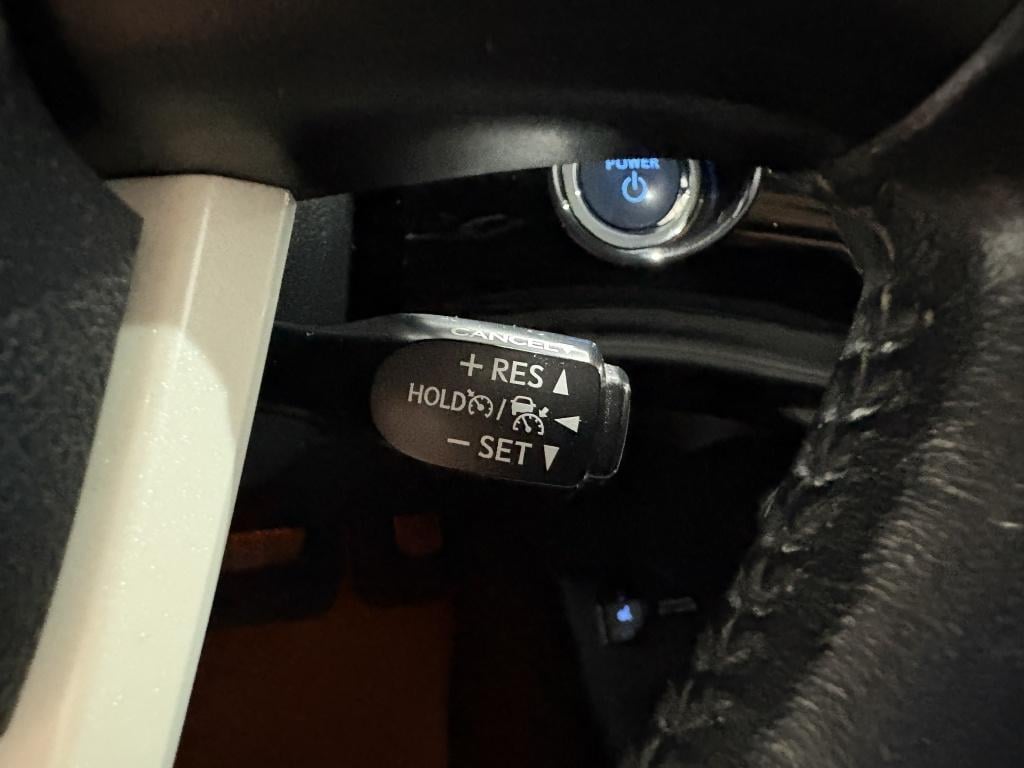 POWER
CANCEL
+ RES
HOLD /
− SET